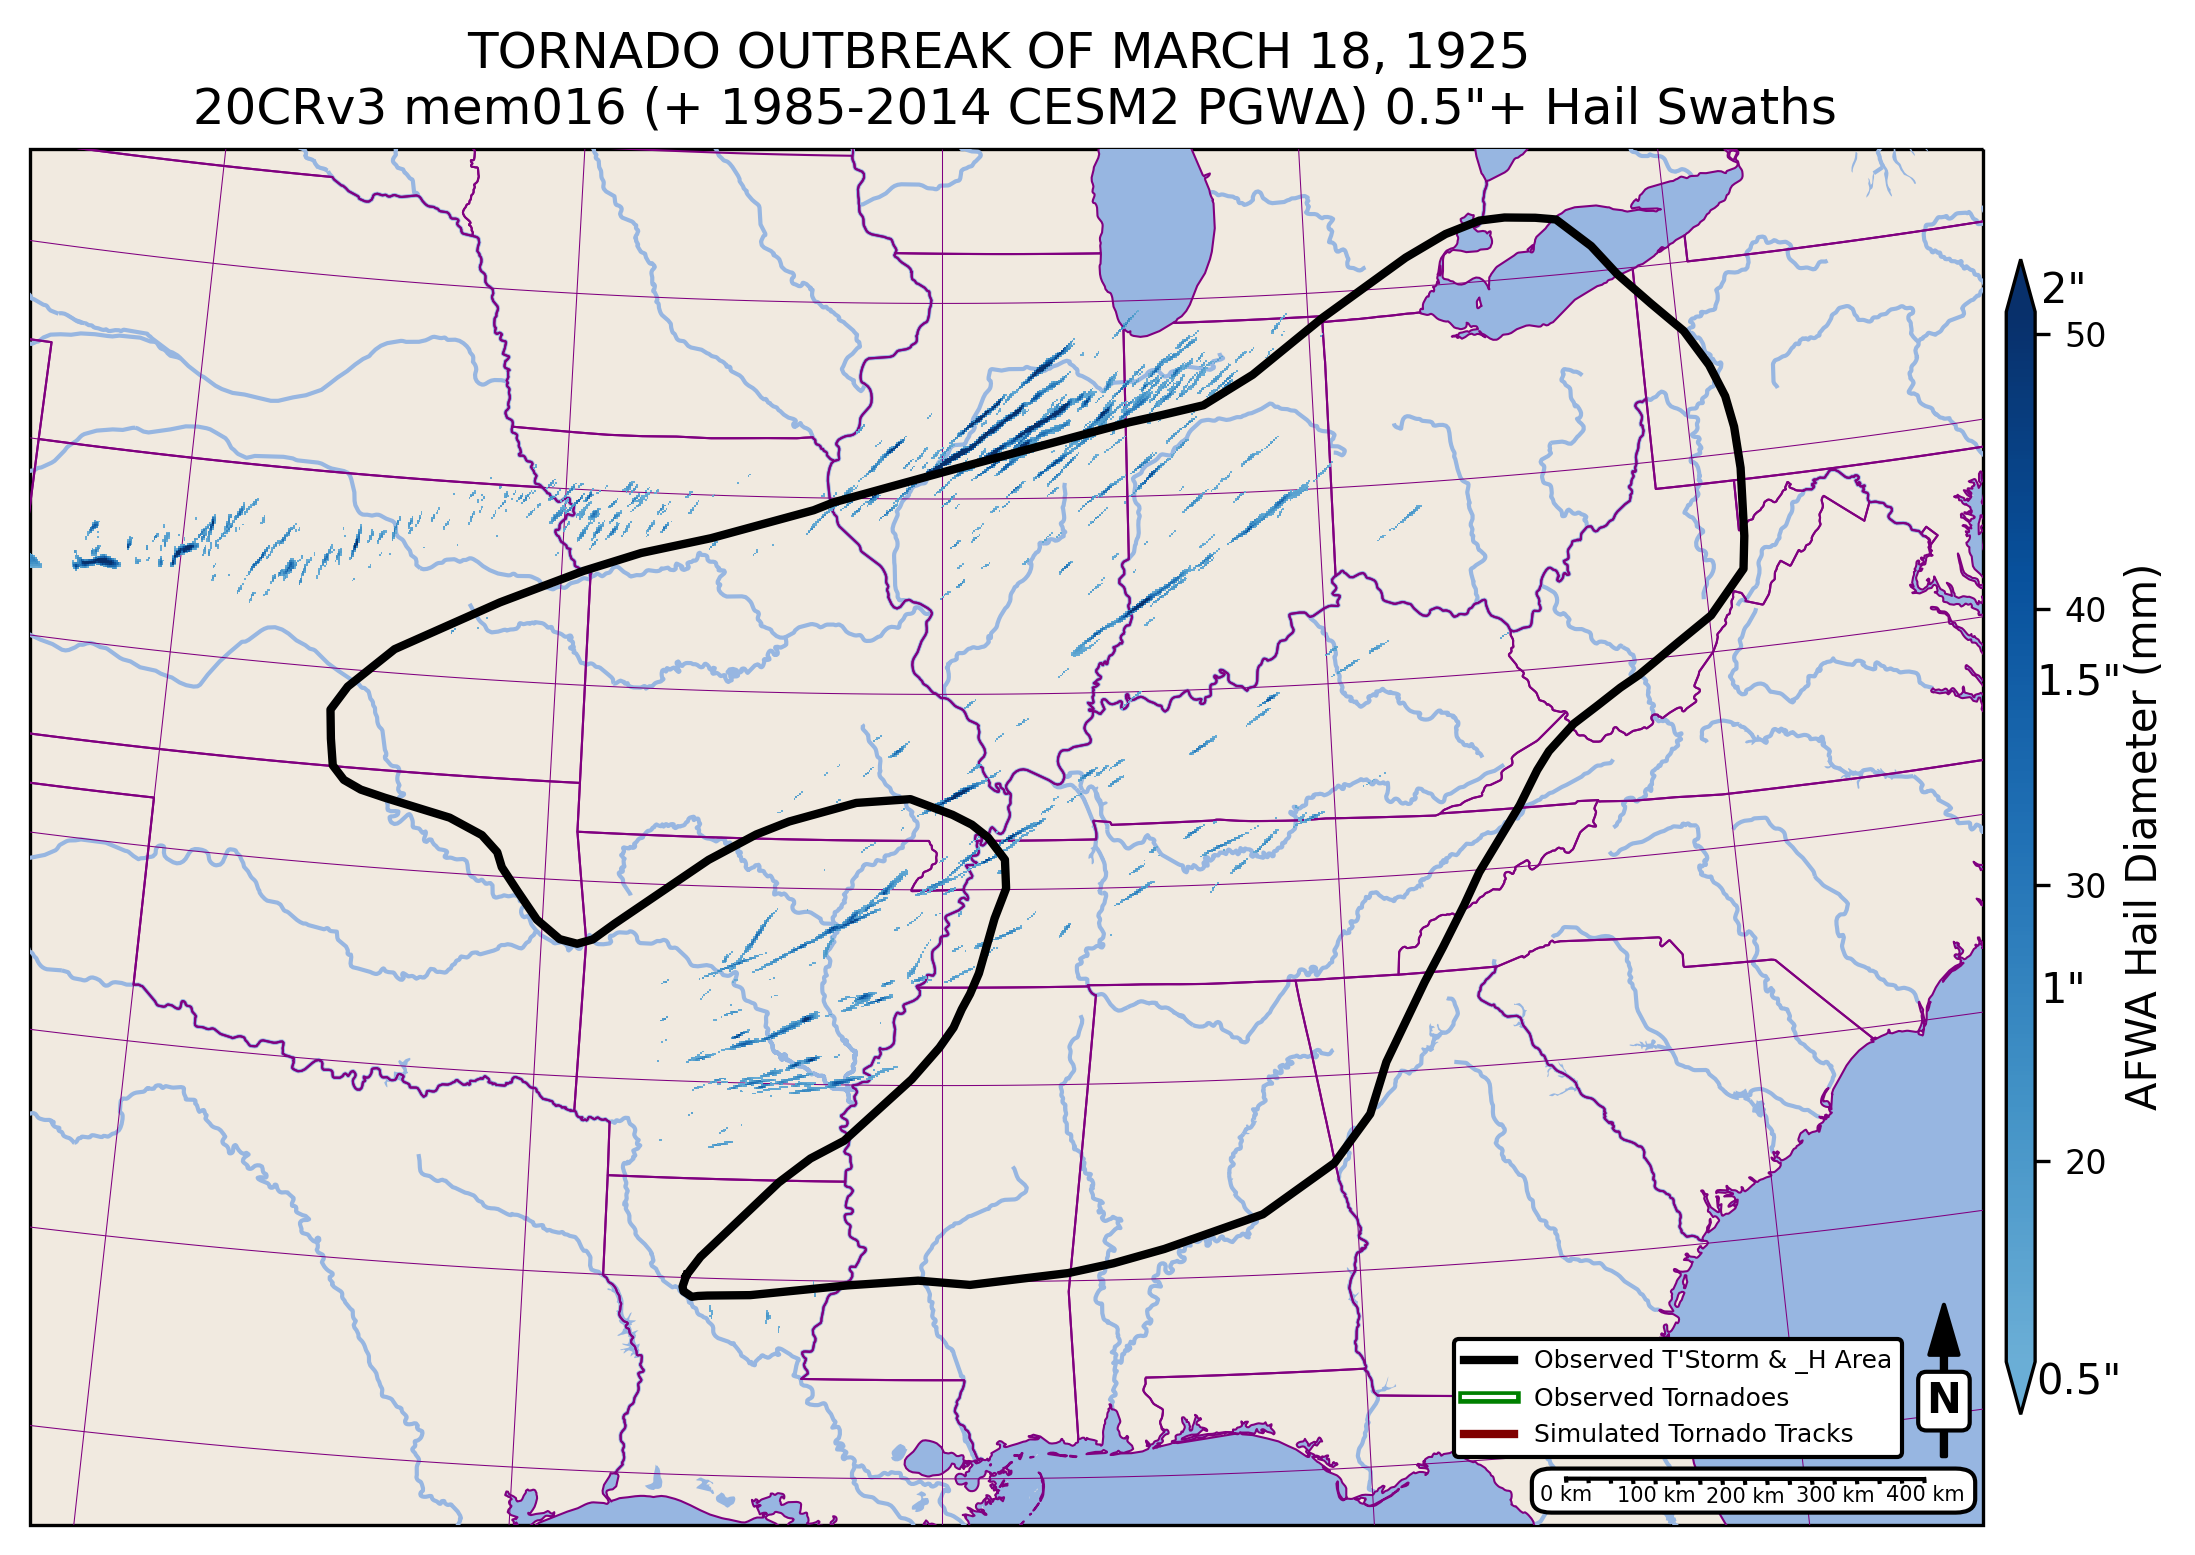 TORNADO OUTBREAK OF MARCH 18, 1925
20CRv3 mem016 (+ 1985-2014 CESM2 PGWΔ) 0.5"+ Hail Swaths
2"
50
40
1.5"
30
1"
20
0.5"
AFWA Hail Diameter (mm)
Observed T'Storm & _H Area
Observed Tornadoes
Simulated Tornado Tracks
N
0 km 100 km 200 km 300 km 400 km